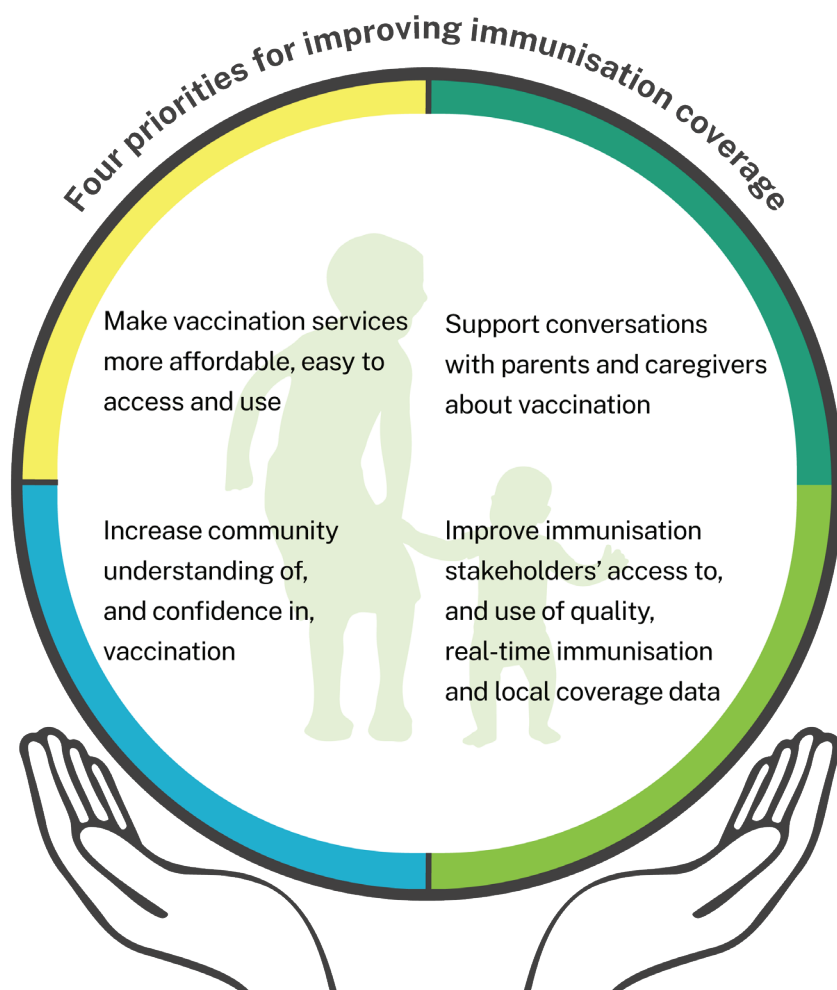 Four priorities for improving immunisation coverage
Make vaccination services
more affordable, easy to
access and use
Support conversations
with parents and caregivers
about vaccination
Increase community
understanding of,
and confidence in,
vaccination
Improve immunisation
stakeholders’ access to,
and use of quality,
real-time immunisation
and local coverage data